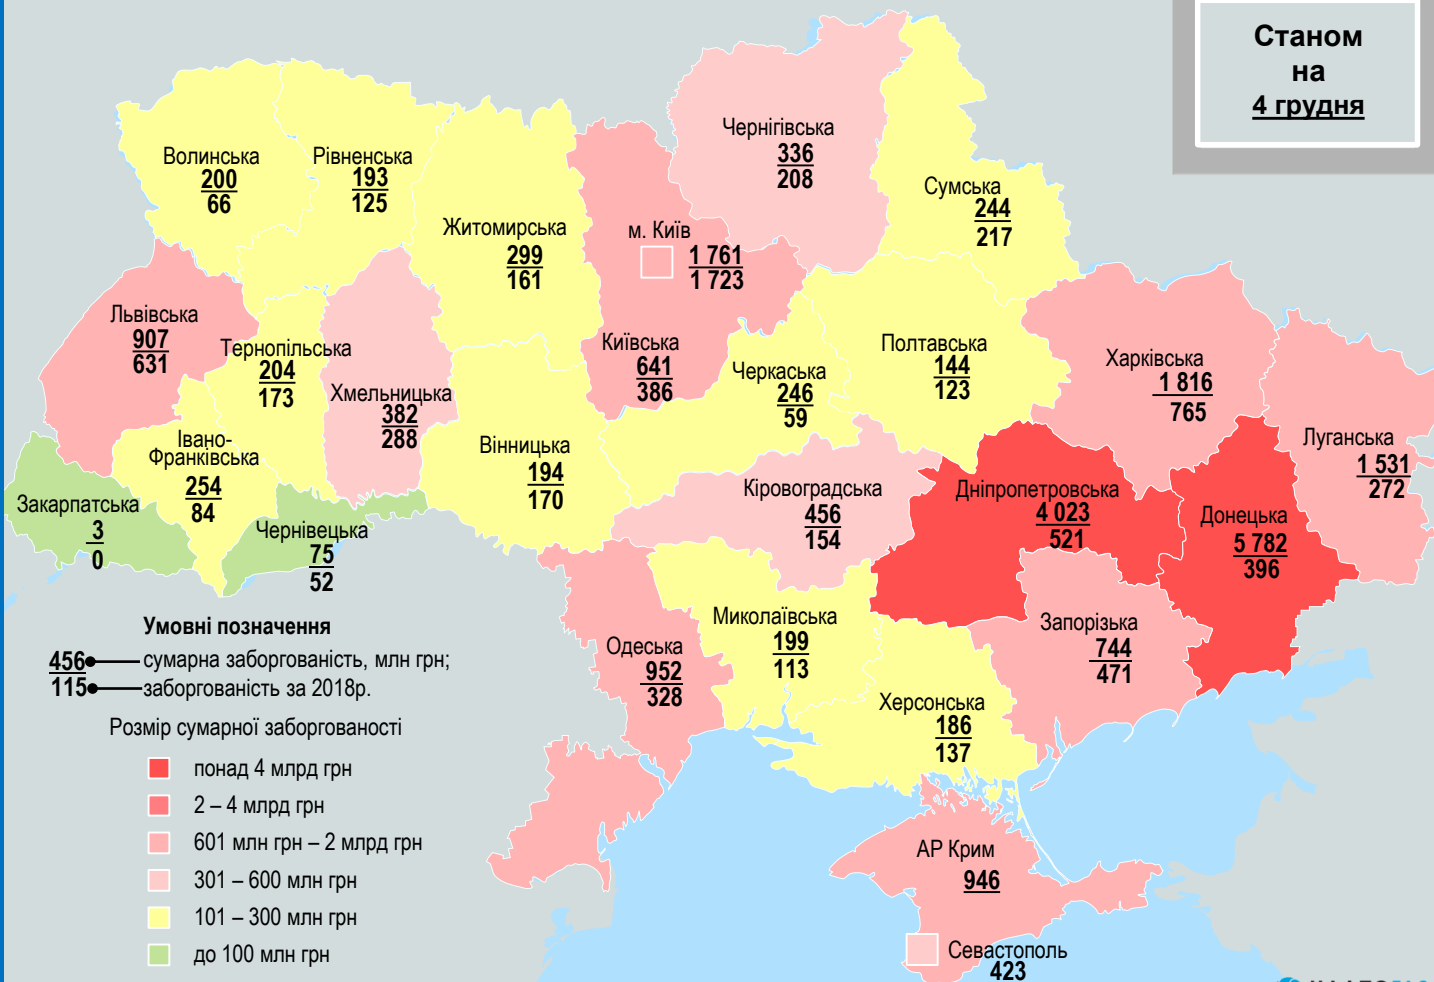 Станом
на
4 грудня
Чернігівська
336
208
Волинська
200
66
Рівненська
193
125
Сумська
244
217
Житомирська
299
161
м. Київ
1 761
1 723
Львівська
907
631
Тернопільська
204
173
Київська
641
386
Полтавська
144
123
Харківська
1 816
765
Черкаська
246
59
Хмельницька
382
288
Івано-
Франківська
254
84
Вінницька
194
170
Луганська
1 531
272
Кіровоградська
456
154
Дніпропетровська
4 023
521
Донецька
5 782
396
Закарпатська
3
0
Чернівецька
75
52
Миколаївська
199
113
Запорізька
744
471
Одеська
952
328
Херсонська
186
137
АР Крим
946
Севастополь
423
Умовні позначення
456 сумарна заборгованість, млн грн;
115 заборгованість за 2018р.
Розмір сумарної заборгованості
понад 4 млрд грн
2 – 4 млрд грн
601 млн грн – 2 млрд грн
301 – 600 млн грн
101 – 300 млн грн
до 100 млн грн